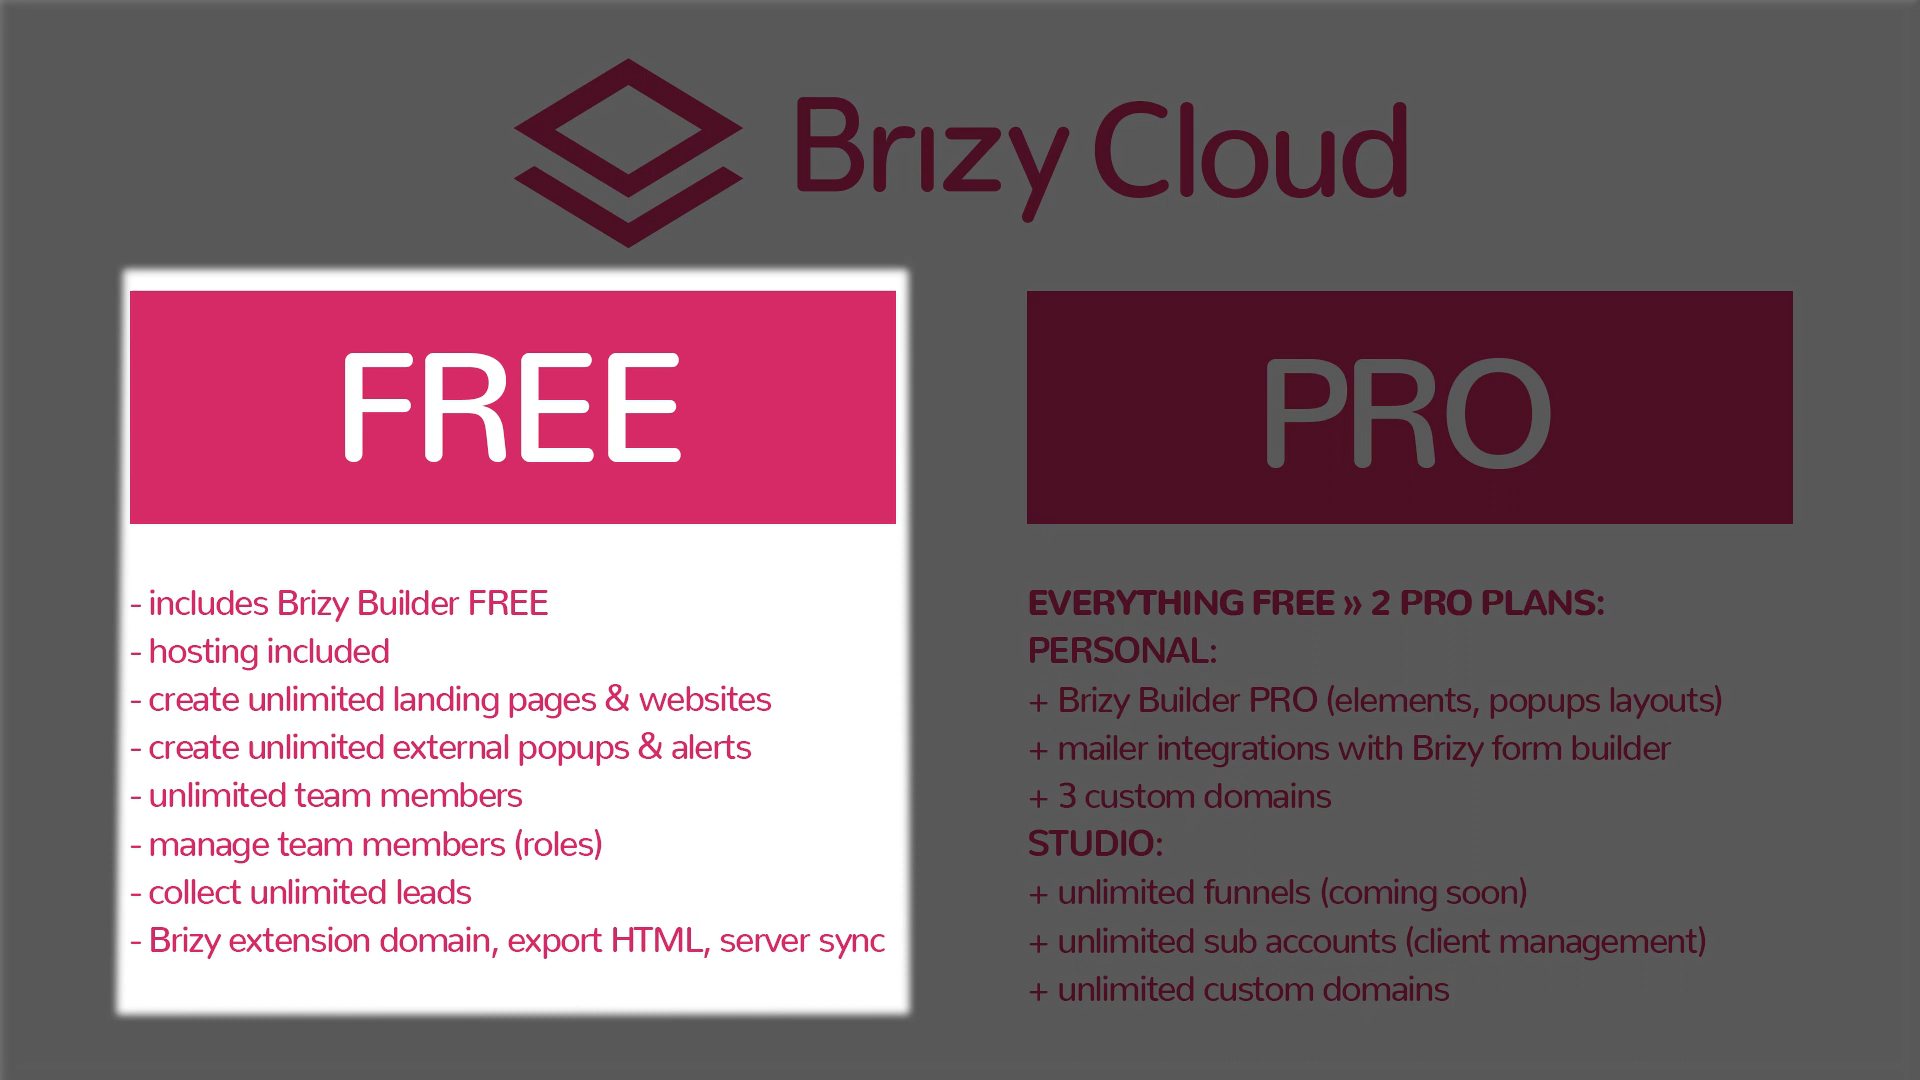 Brizy Cloud
FREE
- includes Brizy Builder FREE
- hosting included
- create unlimited landing pages & websites
- create unlimited external popups & alerts
- unlimited team members
- manage team members (roles)
- collect unlimited leads
- Brizy extension domain, export HTML, server sync
PRO
EVERYTHING FREE » 2 PRO PLANS:
PERSONAL:
+ Brizy Builder PRO (elements, popups layouts)
+ mailer integrations with Brizy form builder
+ 3 custom domains
STUDIO:
+ unlimited funnels (coming soon)
+ unlimited sub accounts (client management)
+ unlimited custom domains